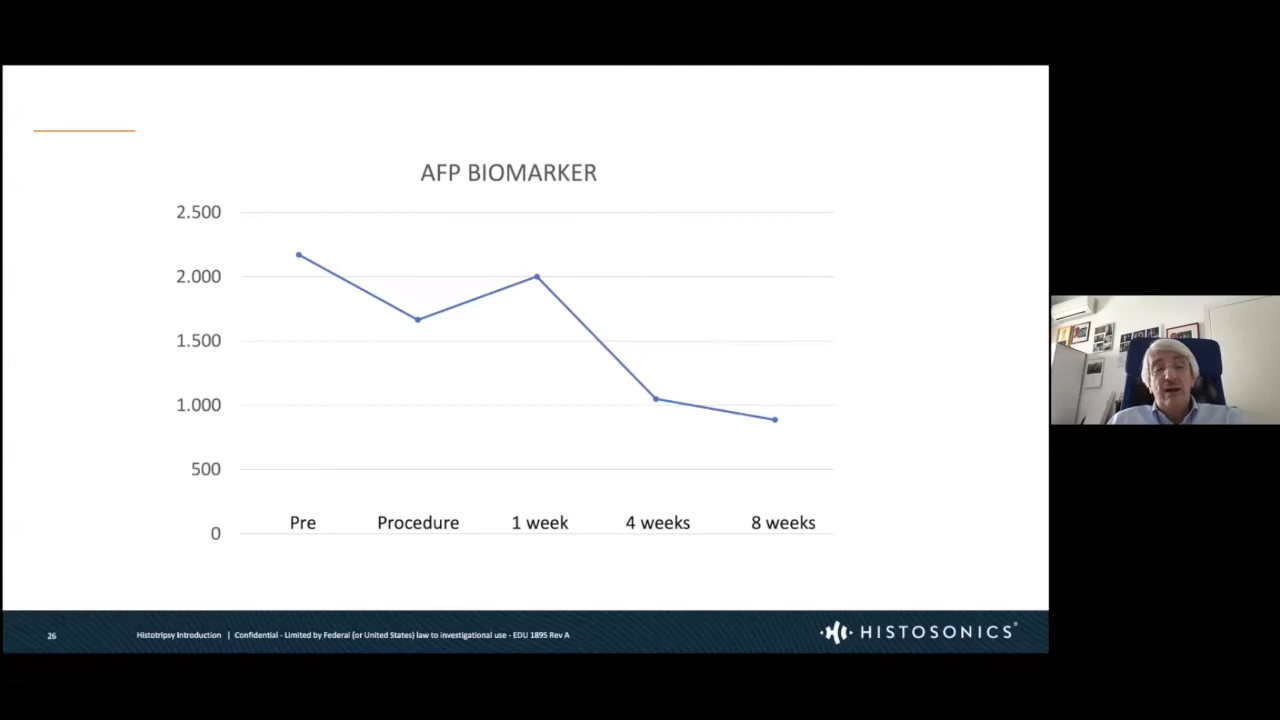 AFP BIOMARKER
2.500
2.000
1.500
1.000
500
0
Pre Procedure 1 week 4 weeks 8 weeks
26 Histotripsy Introduction | Confidential - Limited by Federal (or United States) law to investigational use - EDU 1895 Rev A HISTOSONICS®